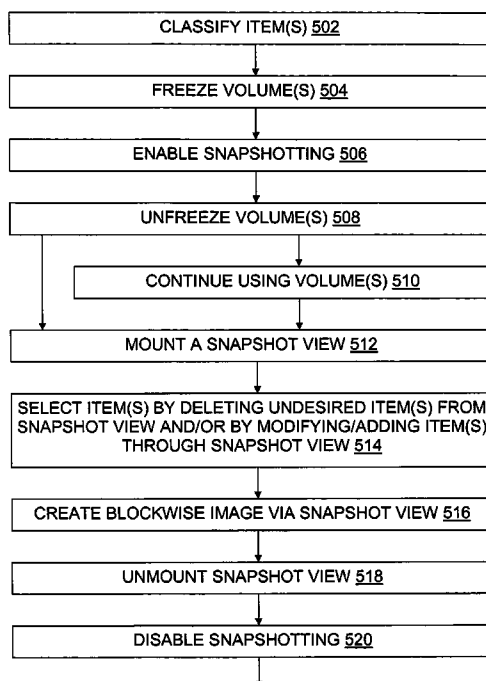 CLASSIFY ITEM(S) 502
FREEZE VOLUME(S) 504
ENABLE SNAPSHOTTING 506
UNFREEZE VOLUME(S) 508
CONTINUE USING VOLUME(S) 510
MOUNT A SNAPSHOT VIEW 512
SELECT ITEM(S) BY DELETING UNDESIRED ITEM(S) FROM
SNAPSHOT VIEW AND/OR BY MODIFYING/ADDING ITEM(S)
THROUGH SNAPSHOT VIEW 514
CREATE BLOCKWISE IMAGE VIA SNAPSHOT VIEW 516
UNMOUNT SNAPSHOT VIEW 518
DISABLE SNAPSHOTTING 520